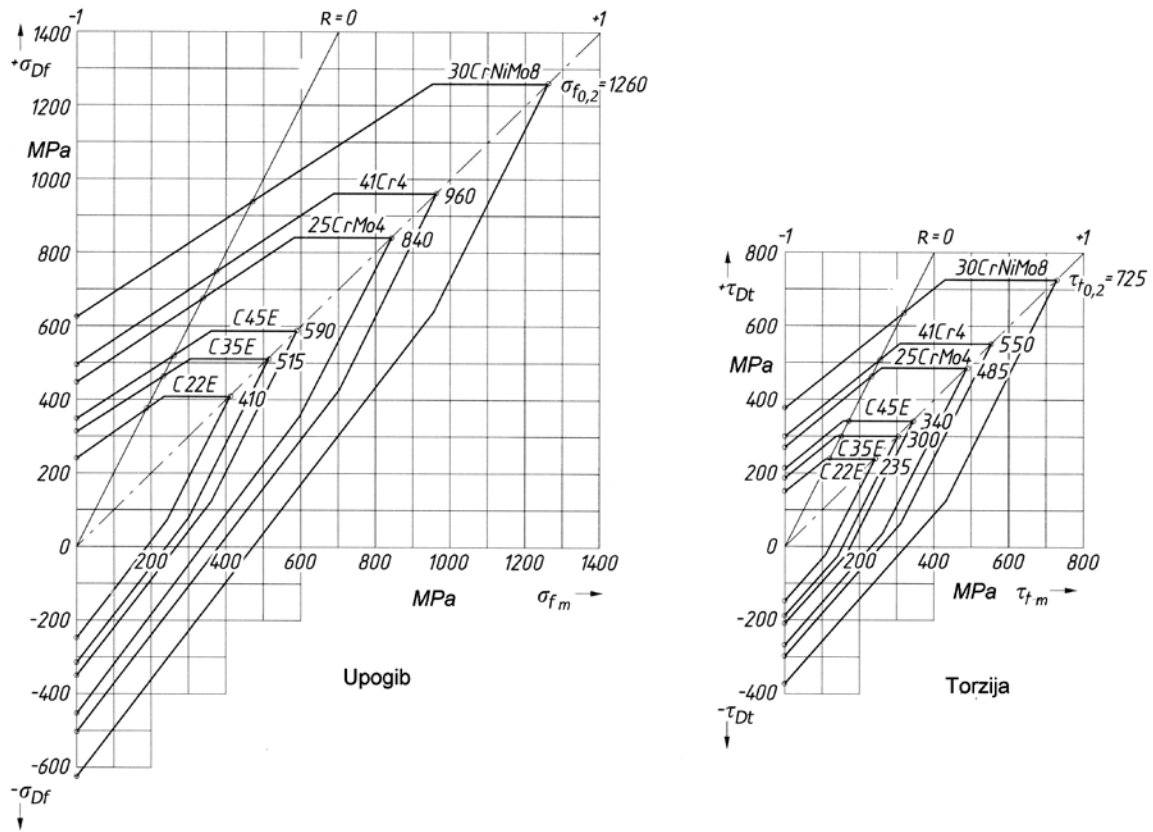 -1
R = 0
+1
1400
+σDf
30CrNiMo8
1200
σf0,2 = 1260
MPa
1000
41Cr4
960
25CrMo4
800
840
600
C45E
590
C35E
515
400
C22E
410
200
0
200
400
600
800
1000
1200
1400
MPa
σfm
-200
-400
-600
-σDf
Upogib
-1
R = 0
+1
800
+τDt
30CrNiMo8
τt0,2 = 725
600
41Cr4
550
MPa
25CrMo4
485
400
C45E
340
C35E
300
200
C22E
235
0
200
400
600
800
MPa
τtm
-200
-400
-τDt
Torzija